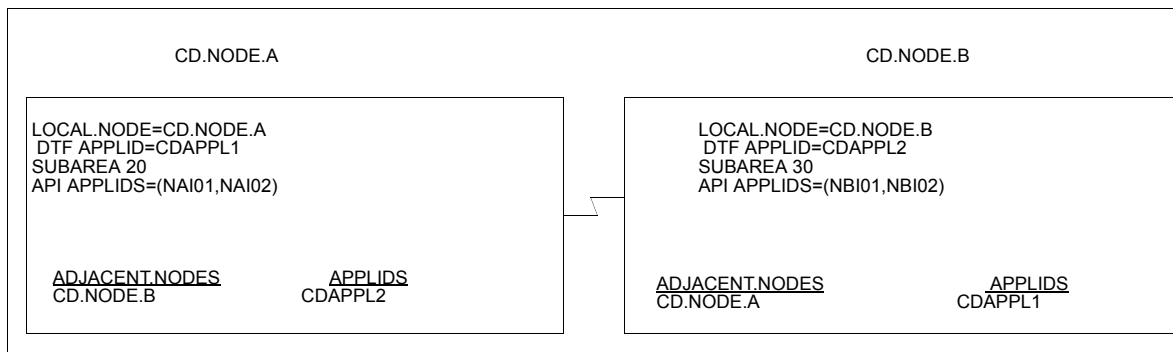 CD.NODE.A
CD.NODE.B
LOCAL.NODE=CD.NODE.A
DTF APPLID=CDAPPL1
SUBAREA 20
API APPLIDS=(NAI01,NAI02)
ADJACENT.NODES APPLIDS
CD.NODE.B CDAPPL2
LOCAL.NODE=CD.NODE.B
DTF APPLID=CDAPPL2
SUBAREA 30
API APPLIDS=(NBI01,NBI02)
ADJACENT.NODES APPLIDS
CD.NODE.A CDAPPL1